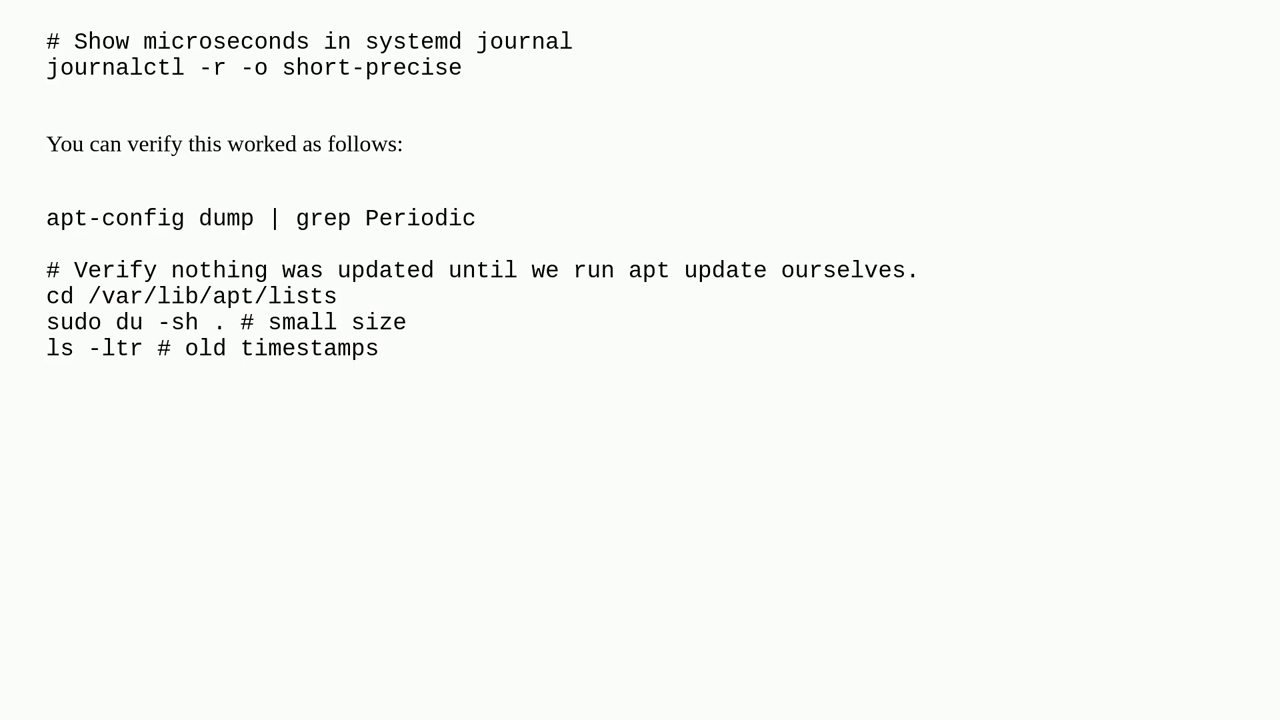 # Show microseconds in systemd journal
journalctl -r -o short-precise
You can verify this worked as follows:
apt-config dump | grep Periodic
# Verify nothing was updated until we run apt update ourselves.
cd /var/lib/apt/lists
sudo du -sh . # small size
ls -ltr # old timestamps